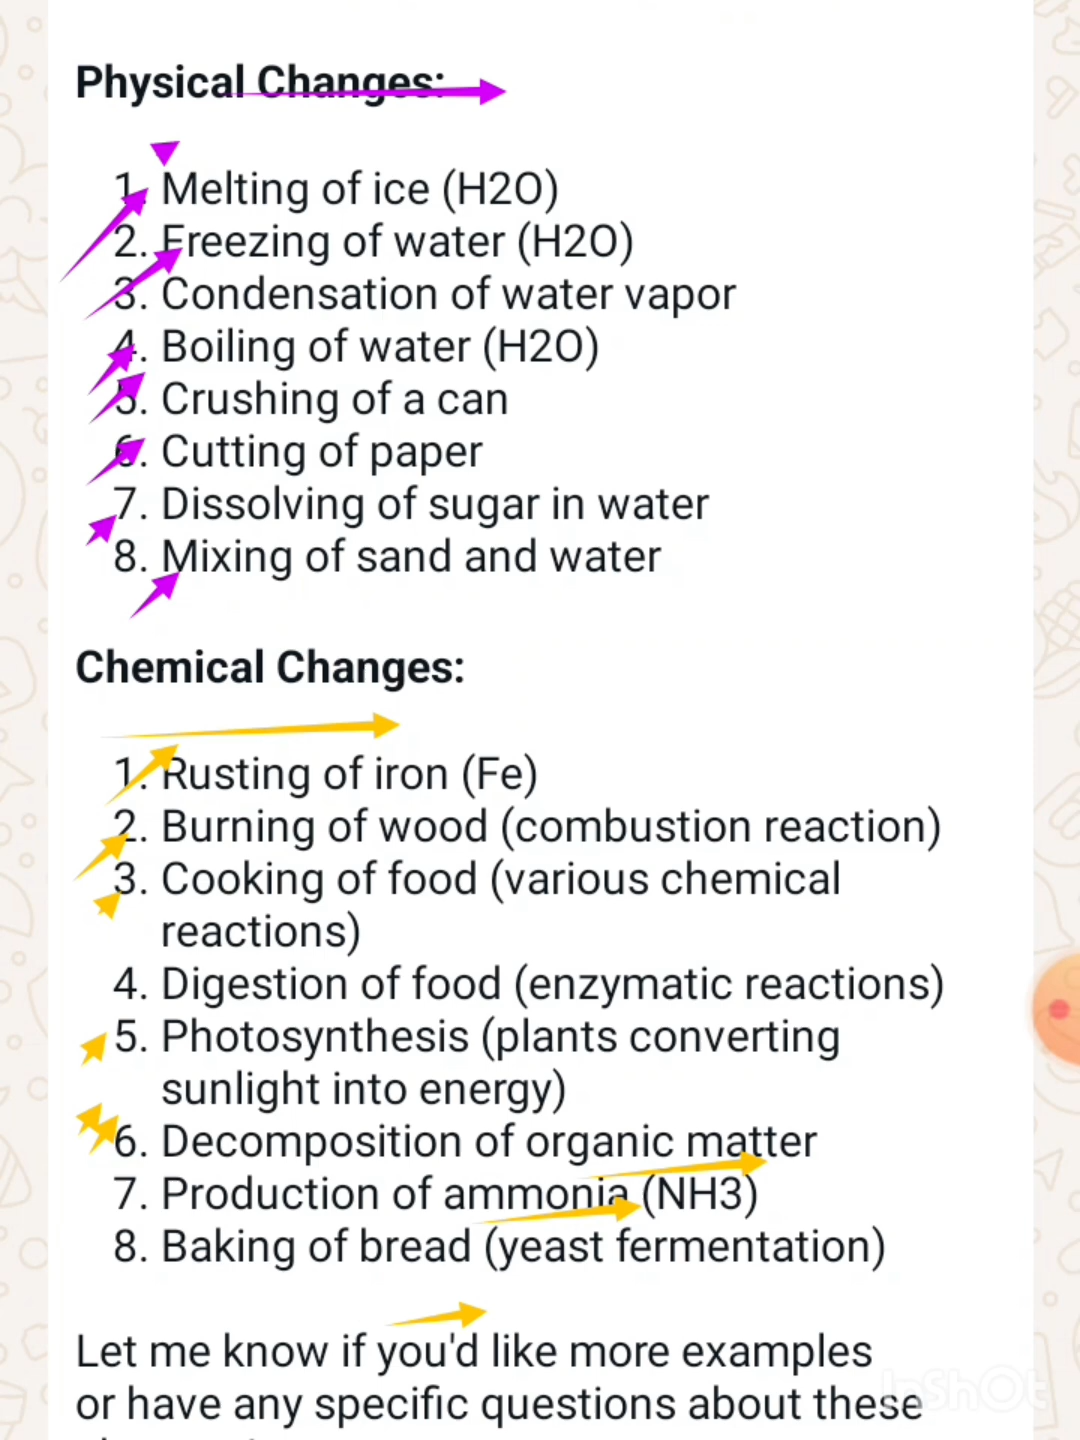 Physical Changes:
1. Melting of ice (H2O)
2. Freezing of water (H2O)
3. Condensation of water vapor
4. Boiling of water (H2O)
5. Crushing of a can
6. Cutting of paper
7. Dissolving of sugar in water
8. Mixing of sand and water
Chemical Changes:
1. Rusting of iron (Fe)
2. Burning of wood (combustion reaction)
3. Cooking of food (various chemical
reactions)
4. Digestion of food (enzymatic reactions)
5. Photosynthesis (plants converting
sunlight into energy)
6. Decomposition of organic matter
7. Production of ammonia (NH3)
8. Baking of bread (yeast fermentation)
Let me know if you'd like more examples
or have any specific questions about these
InShOt